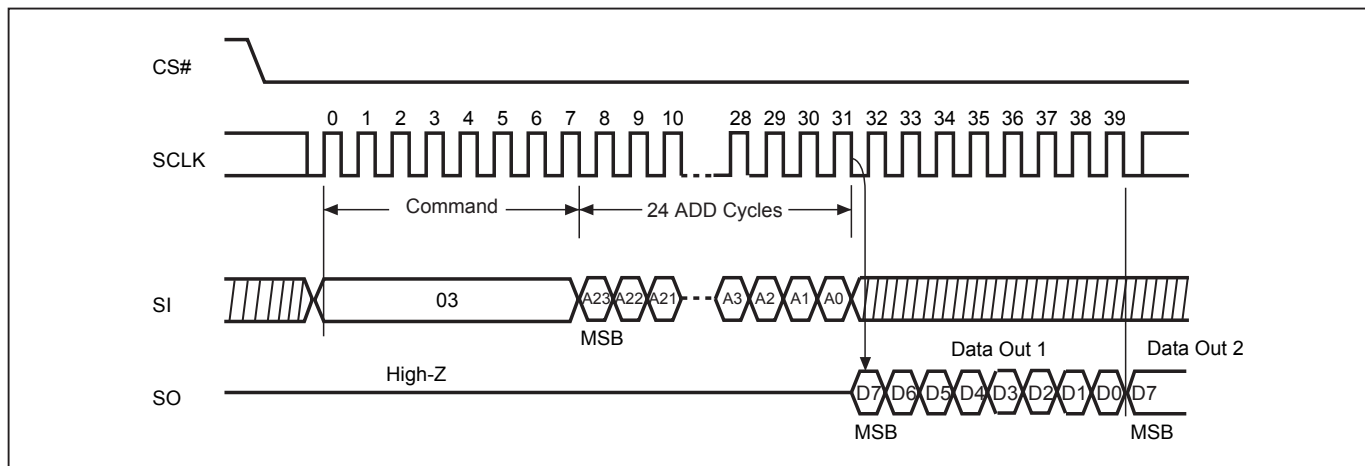 CS#
0 1 2 3 4 5 6 7 8 9 10 28 29 30 31 32 33 34 35 36 37 38 39
SCLK
Command 24 ADD Cycles
SI 03 A23 A22 A21 A3 A2 A1 A0
MSB
Data Out 1 Data Out 2
High-Z
SO D7 D6 D5 D4 D3 D2 D1 D0 D7
MSB MSB